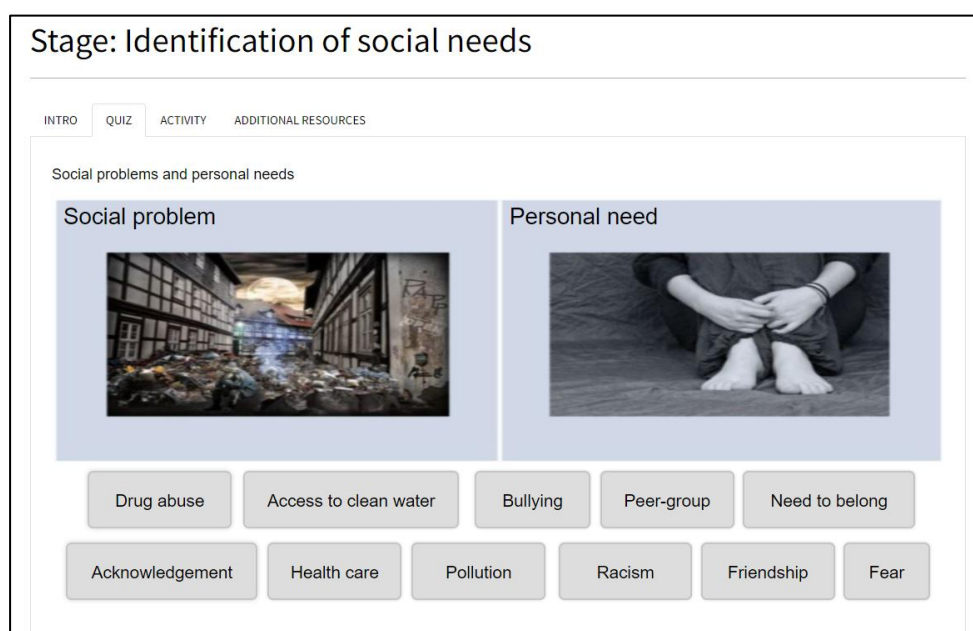 Stage: Identification of social needs
INTRO QUIZ ACTIVITY ADDITIONAL RESOURCES
Social problems and personal needs
Social problem Personal need
Drug abuse Access to clean water Bullying Peer-group Need to belong
Acknowledgement Health care Pollution Racism Friendship Fear